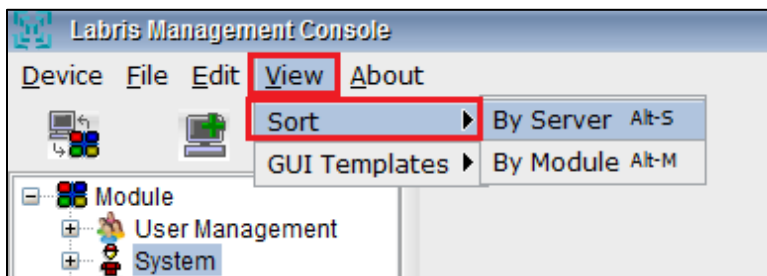 Labris Management Console
Device File Edit View About
Sort By Server Alt-S
GUI Templates By Module Alt-M
Module
User Management
System